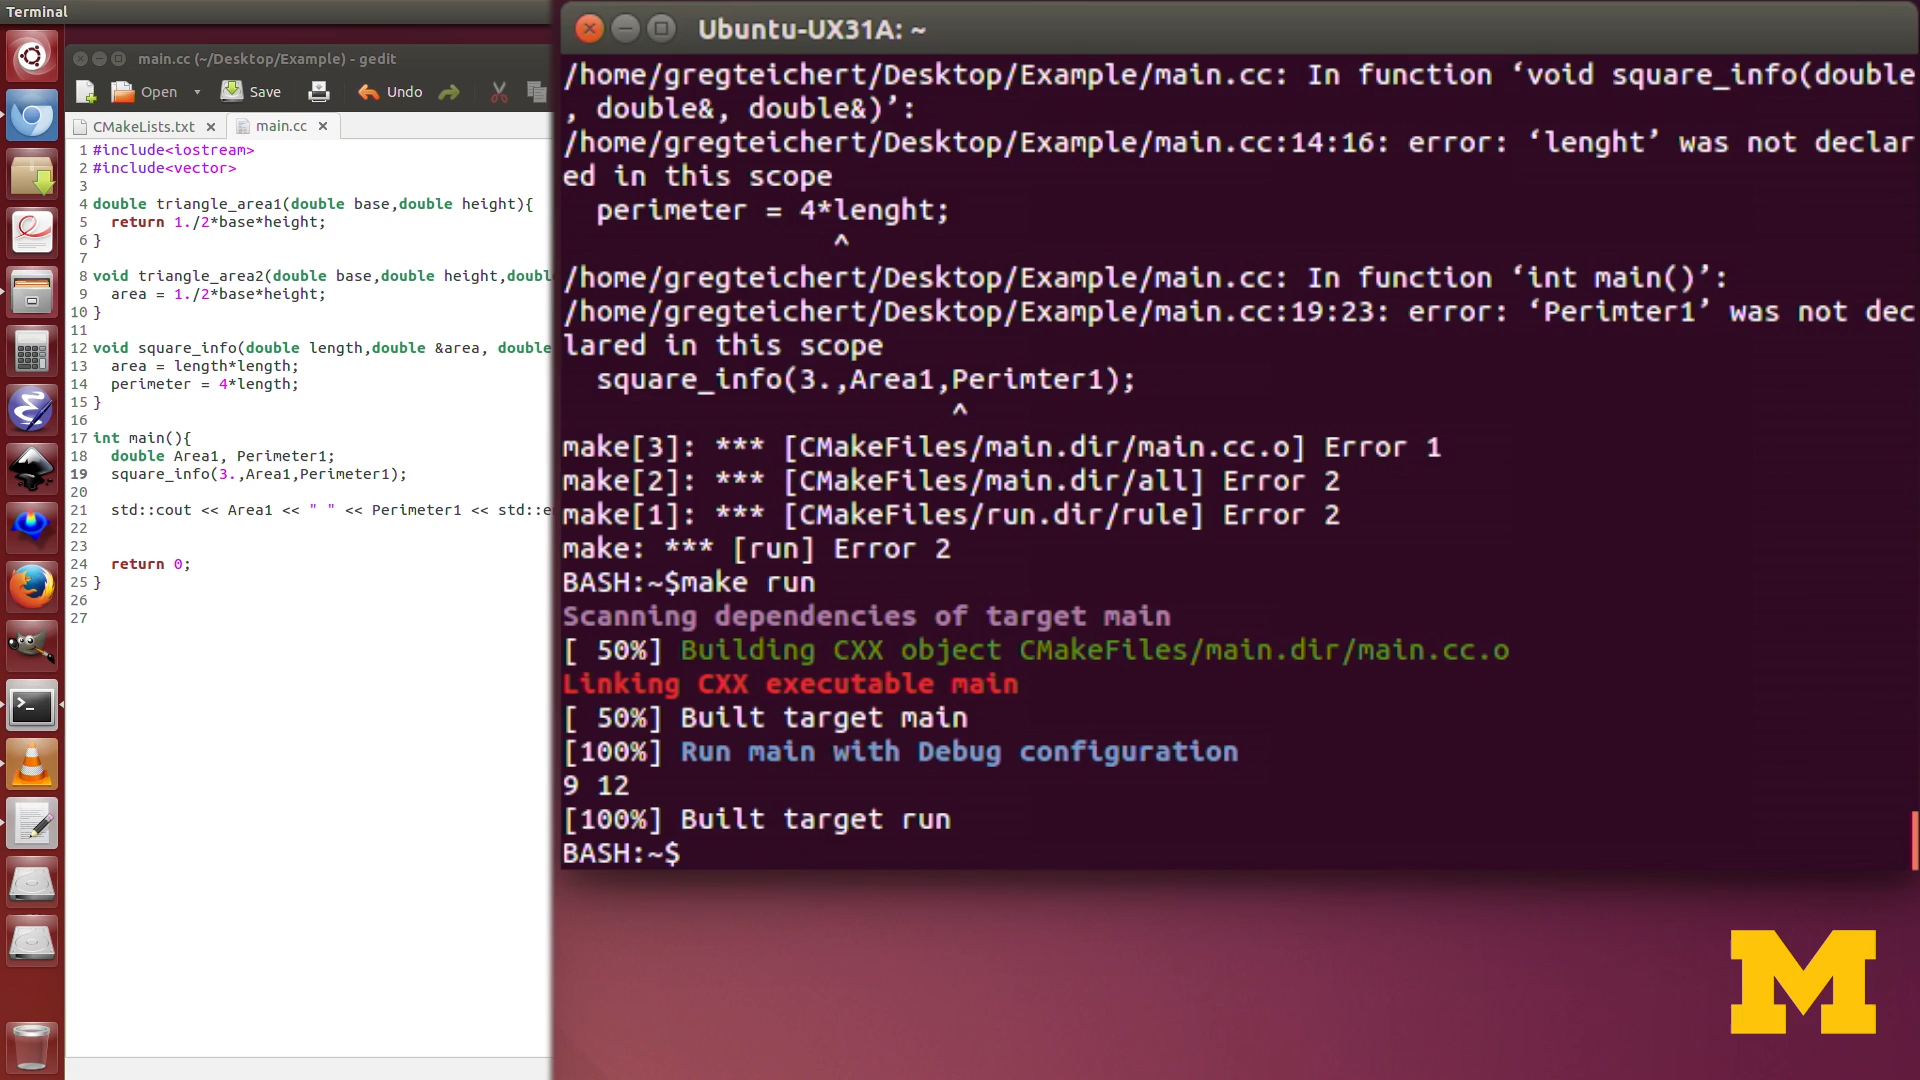 Terminal
main.cc (~/Desktop/Example) - gedit
Open Save Undo
CMakeLists.txt × main.cc ×
1 #include<iostream>
2 #include<vector>
3
4 double triangle_area1(double base,double height){
5 return 1./2*base*height;
6 }
7
8 void triangle_area2(double base,double height,doubl
9 area = 1./2*base*height;
10 }
11
12 void square_info(double length,double &area, double
13 area = length*length;
14 perimeter = 4*length;
15 }
16
17 int main(){
18 double Area1, Perimeter1;
19 square_info(3.,Area1,Perimeter1);
20
21 std::cout << Area1 << " " << Perimeter1 << std::e
22
23
24 return 0;
25 }
26
27
Ubuntu-UX31A: ~
/home/gregteichert/Desktop/Example/main.cc: In function ‘void square_info(double
, double&, double&)’:
/home/gregteichert/Desktop/Example/main.cc:14:16: error: ‘lenght’ was not declar
ed in this scope
perimeter = 4*lenght;
^
/home/gregteichert/Desktop/Example/main.cc: In function ‘int main()’:
/home/gregteichert/Desktop/Example/main.cc:19:23: error: ‘Perimter1’ was not dec
lared in this scope
square_info(3.,Area1,Perimter1);
^
make[3]: *** [CMakeFiles/main.dir/main.cc.o] Error 1
make[2]: *** [CMakeFiles/main.dir/all] Error 2
make[1]: *** [CMakeFiles/run.dir/rule] Error 2
make: *** [run] Error 2
BASH:~$make run
Scanning dependencies of target main
[ 50%] Building CXX object CMakeFiles/main.dir/main.cc.o
Linking CXX executable main
[ 50%] Built target main
[100%] Run main with Debug configuration
9 12
[100%] Built target run
BASH:~$
M